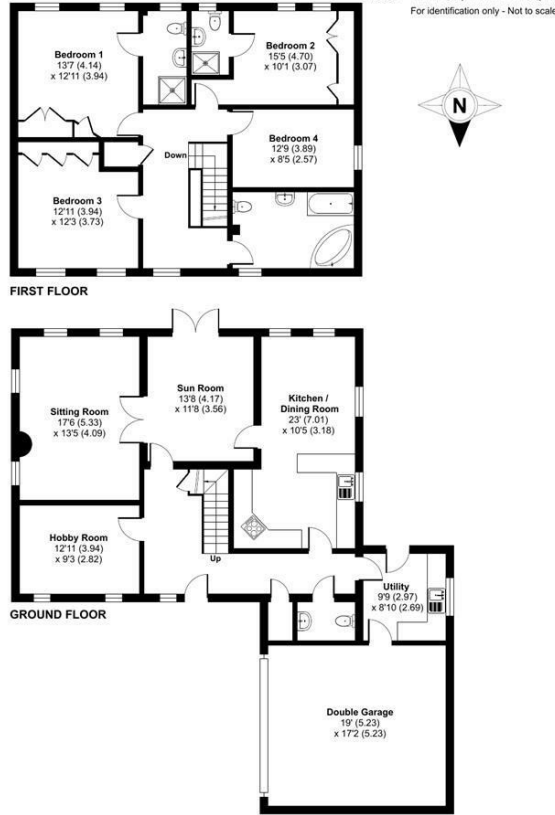 For identification only - Not to scale
N
Bedroom 1
13'7 (4.14)
x 12'11 (3.94)
Bedroom 2
15'5 (4.70)
x 10'1 (3.07)
Bedroom 4
12'9 (3.89)
x 8'5 (2.57)
Down
Bedroom 3
12'11 (3.94)
x 12'3 (3.73)
FIRST FLOOR
Sitting Room
17'6 (5.33)
x 13'5 (4.09)
Sun Room
13'8 (4.17)
x 11'8 (3.56)
Kitchen /
Dining Room
23' (7.01)
x 10'5 (3.18)
Hobby Room
12'11 (3.94)
x 9'3 (2.82)
Up
Utility
9'9 (2.97)
x 8'10 (2.69)
GROUND FLOOR
Double Garage
19' (5.23)
x 17'2 (5.23)